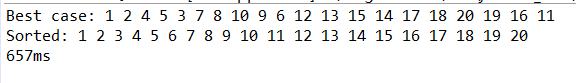 Best case: 1 2 4 5 3 7 8 10 9 6 12 13 15 14 17 18 20 19 16 11
Sorted: 1 2 3 4 5 6 7 8 9 10 11 12 13 14 15 16 17 18 19 20
657ms